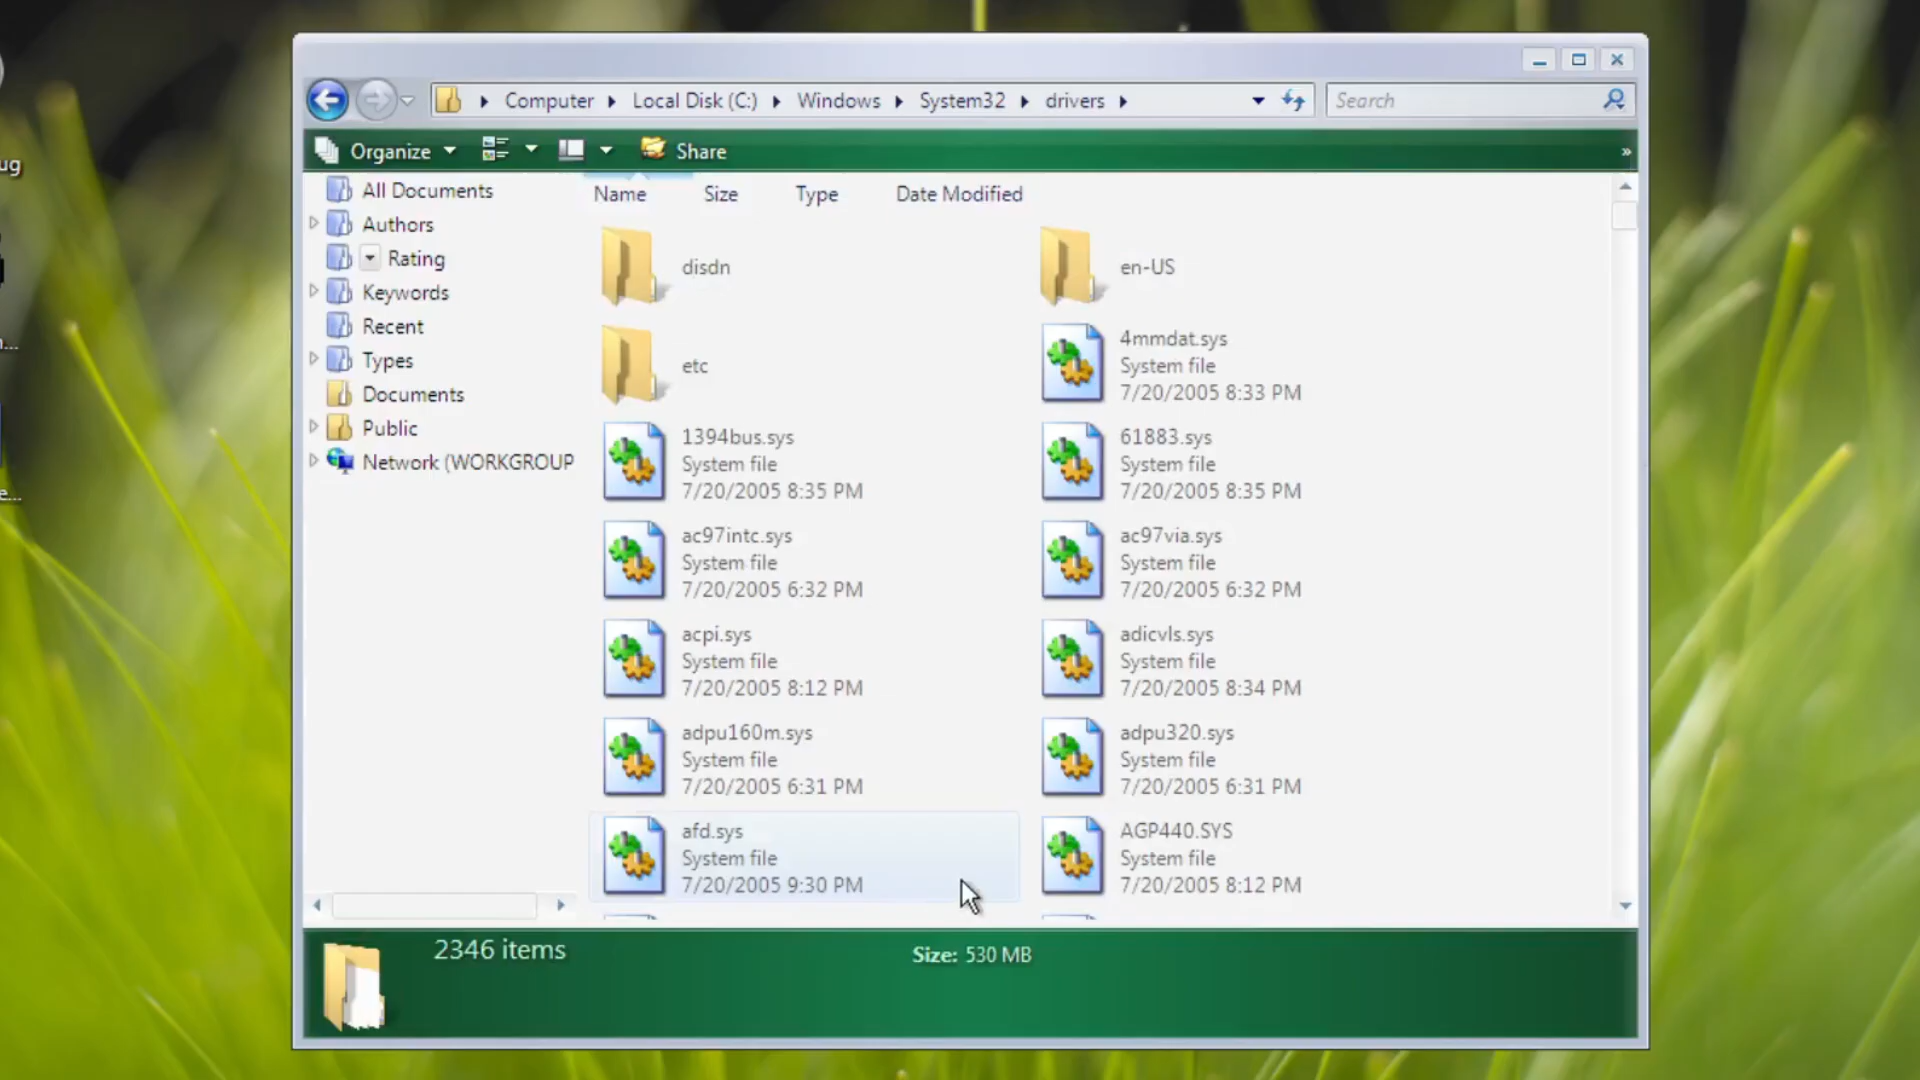 Computer
Local Disk (C:)
Windows
System32
drivers
Search
Organize
Share
»
ug
All Documents
Authors
Rating
Keywords
Recent
Types
Documents
Public
Network (WORKGROUP
Name
Size
Type
Date Modified
disdn
en-US
etc
4mmdat.sys
System file
7/20/2005 8:33 PM
1394bus.sys
System file
7/20/2005 8:35 PM
61883.sys
System file
7/20/2005 8:35 PM
ac97intc.sys
System file
7/20/2005 6:32 PM
ac97via.sys
System file
7/20/2005 6:32 PM
acpi.sys
System file
7/20/2005 8:12 PM
adicvls.sys
System file
7/20/2005 8:34 PM
adpu160m.sys
System file
7/20/2005 6:31 PM
adpu320.sys
System file
7/20/2005 6:31 PM
afd.sys
System file
7/20/2005 9:30 PM
AGP440.SYS
System file
7/20/2005 8:12 PM
2346 items
Size: 530 MB